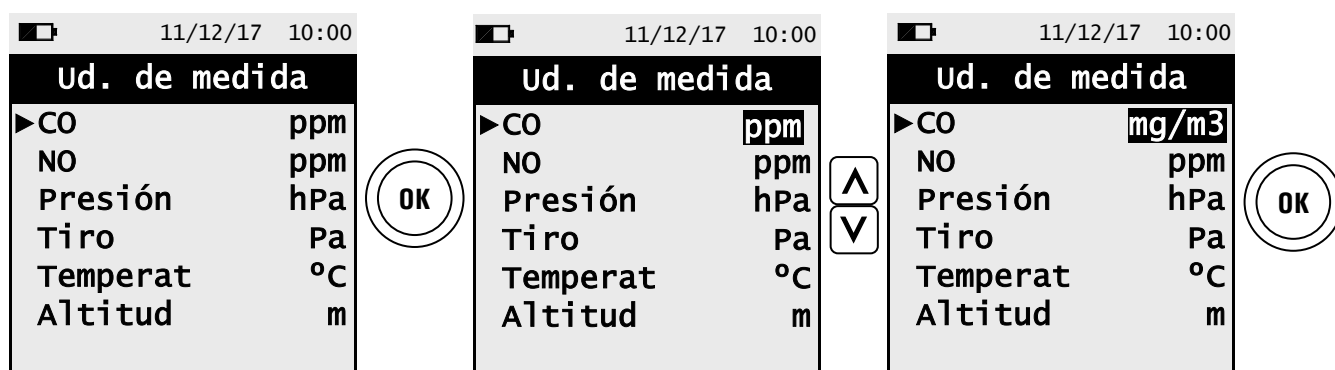 11/12/17 10:00
Ud. de medida
CO ppm
NO ppm
Presión hPa
Tiro Pa
Temperat ºC
Altitud m
OK
11/12/17 10:00
Ud. de medida
CO ppm
NO ppm
Presión hPa
Tiro Pa
Temperat ºC
Altitud m
11/12/17 10:00
Ud. de medida
CO mg/m3
NO ppm
Presión hPa
Tiro Pa
Temperat ºC
Altitud m
OK